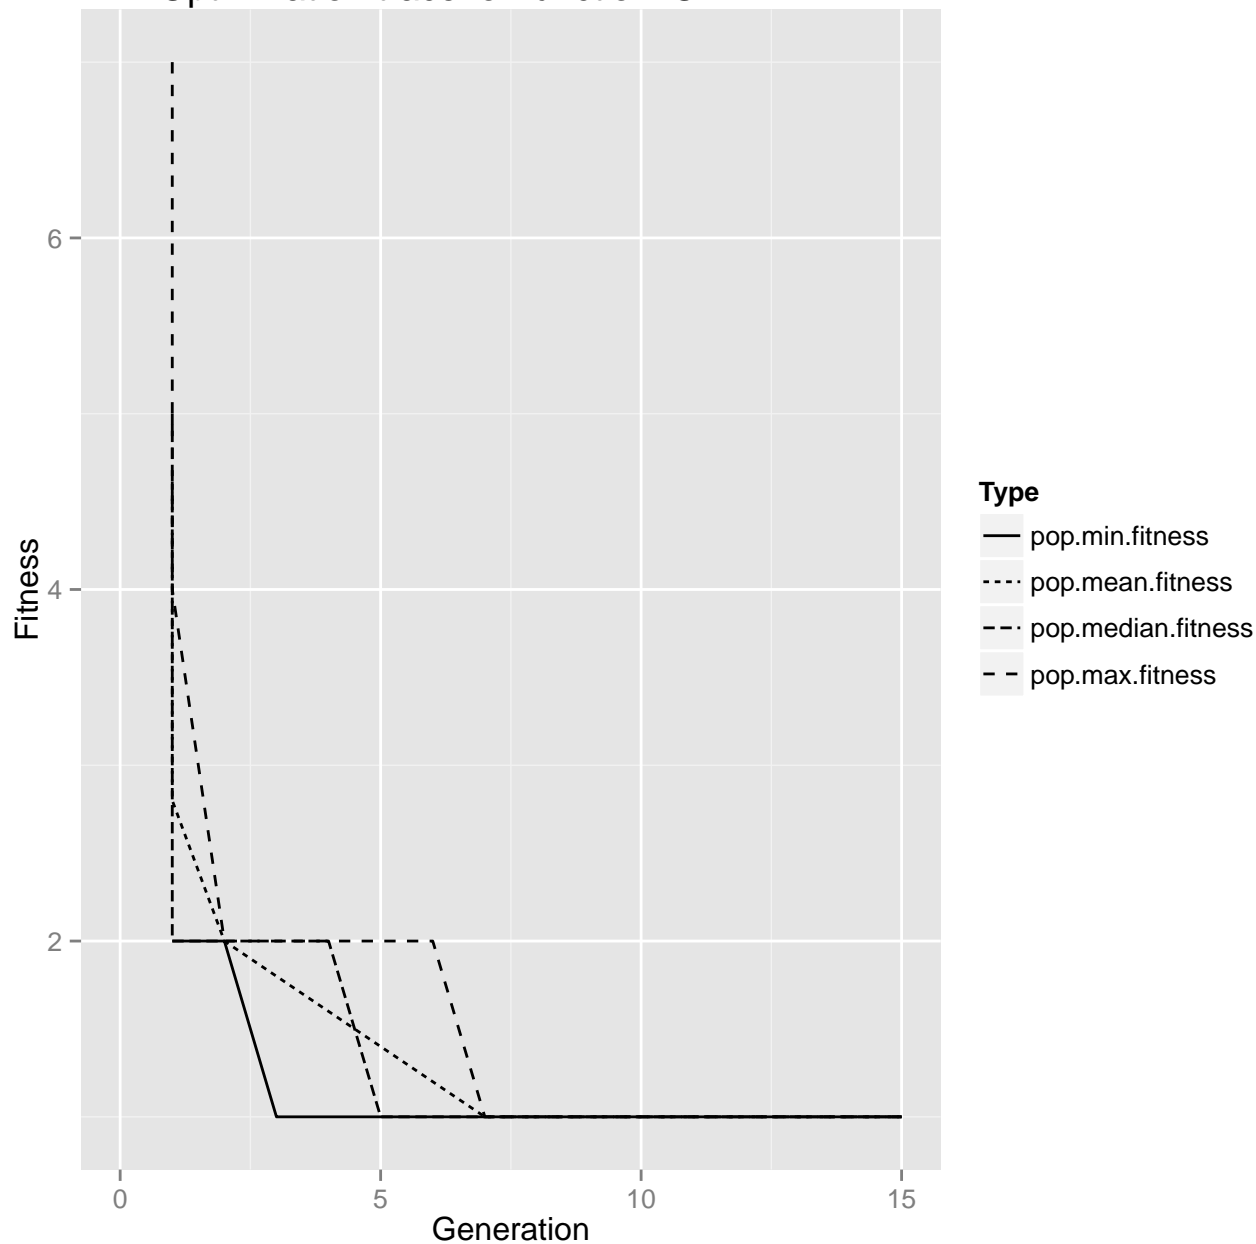 6
4
2
0 5 10 15
Fitness
Generation
Type
pop.min.fitness
pop.mean.fitness
pop.median.fitness
pop.max.fitness